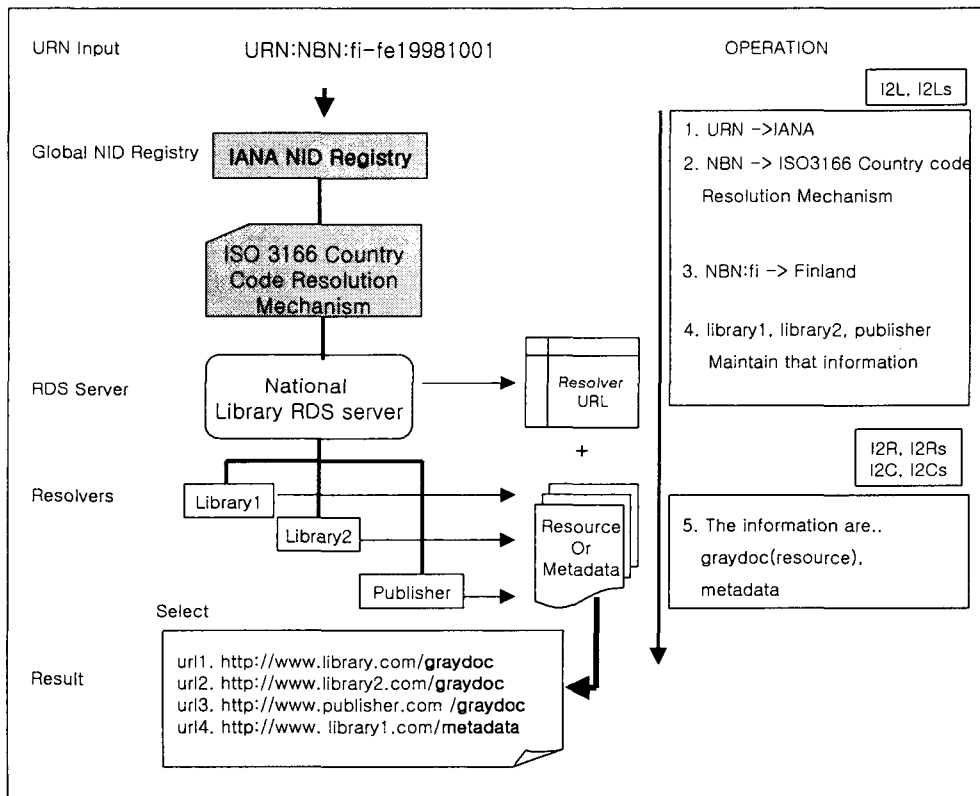 URN Input
URN:NBN:fi-fe19981001
OPERATION
I2L, I2Ls
Global NID Registry
IANA NID Registry
1. URN ->IANA
2. NBN -> ISO3166 Country code
Resolution Mechanism
ISO 3166 Country
Code Resolution
Mechanism
3. NBN:fi -> Finland
4. library1, library2, publisher
Maintain that information
RDS Server
National
Library RDS server
Resolver
URL
+
I2R, I2Rs
I2C, I2Cs
Resolvers
Library1
Library2
Publisher
Resource
Or
Metadata
5. The information are..
graydoc(resource),
metadata
Select
Result
url1. http://www.library.com/graydoc
url2. http://www.library2.com/graydoc
url3. http://www.publisher.com /graydoc
url4. http://www. library1.com/metadata